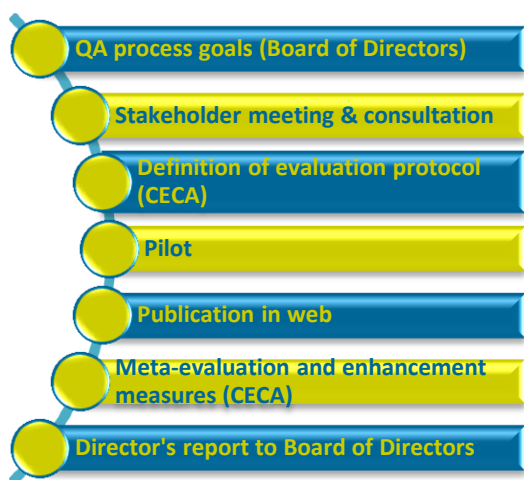 QA process goals (Board of Directors)
Stakeholder meeting & consultation
Definition of evaluation protocol
(CECA)
Pilot
Publication in web
Meta-evaluation and enhancement
measures (CECA)
Director's report to Board of Directors